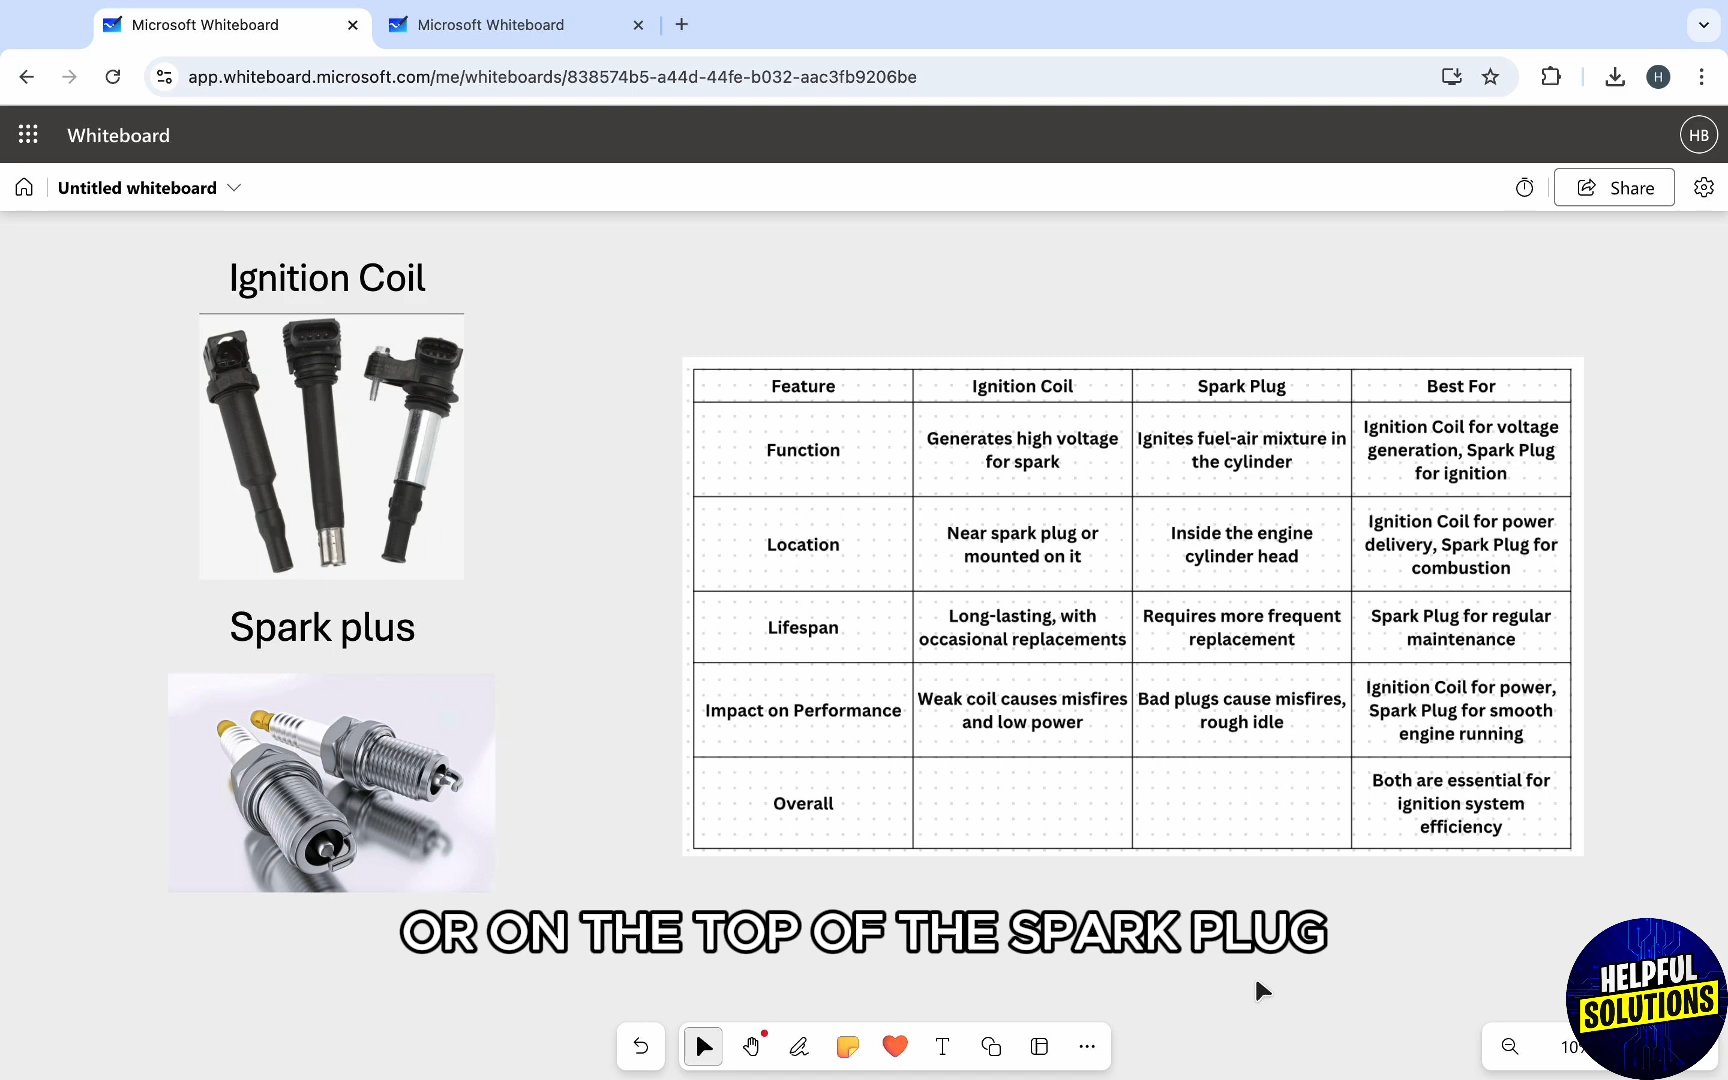 Microsoft Whiteboard
Microsoft Whiteboard
app.whiteboard.microsoft.com/me/whiteboards/838574b5-a44d-44fe-b032-aac3fb9206be
H
Whiteboard
HB
Untitled whiteboard
Share
Ignition Coil
Spark plus
Feature
Ignition Coil
Spark Plug
Best For
Function
Generates high voltage
for spark
Ignites fuel-air mixture in
the cylinder
Ignition Coil for voltage
generation, Spark Plug
for ignition
Location
Near spark plug or
mounted on it
Inside the engine
cylinder head
Ignition Coil for power
delivery, Spark Plug for
combustion
Lifespan
Long-lasting, with
occasional replacements
Requires more frequent
replacement
Spark Plug for regular
maintenance
Impact on Performance
Weak coil causes misfires
and low power
Bad plugs cause misfires,
rough idle
Ignition Coil for power,
Spark Plug for smooth
engine running
Overall
Both are essential for
ignition system
efficiency
OR ON THE TOP OF THE SPARK PLUG
HELPFUL
SOLUTIONS